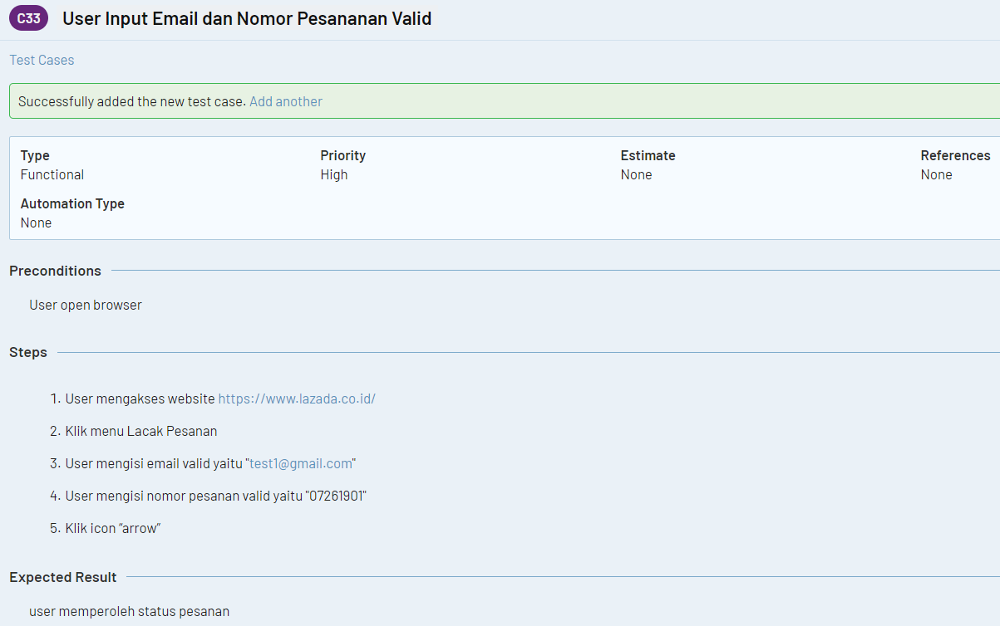 C33 User Input Email dan Nomor Pesananan Valid
Test Cases
Successfully added the new test case. Add another
Type Priority Estimate References
Functional High None None
Automation Type
None
Preconditions
User open browser
Steps
1. User mengakses website https://www.lazada.co.id/
2. Klik menu Lacak Pesanan
3. User mengisi email valid yaitu "test1@gmail.com"
4. User mengisi nomor pesanan valid yaitu "07261901"
5. Klik icon “arrow”
Expected Result
user memperoleh status pesanan